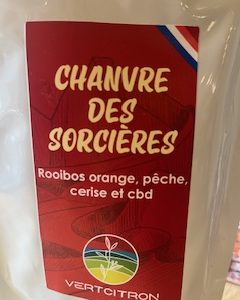 CHANVRE
DES
SORCIÈRES
Rooibos orange, pêche,
cerise et cbd
VERTCITRON